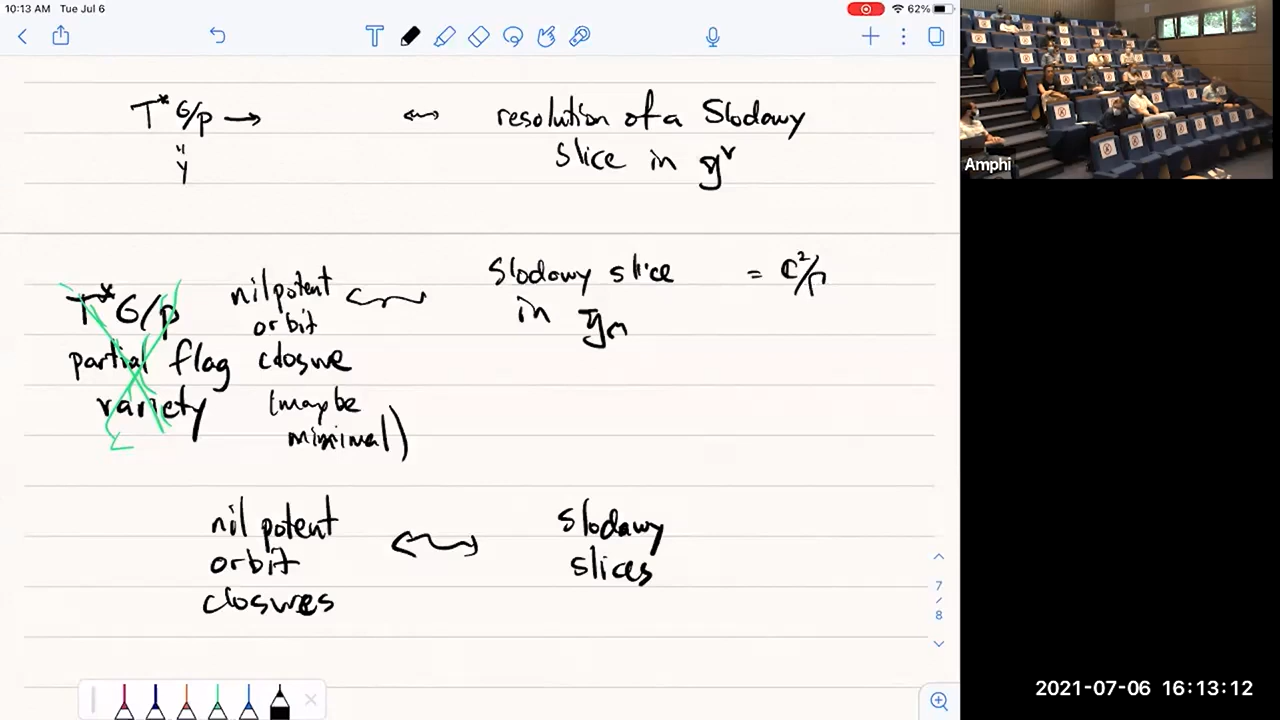 10:13 AM Tue Jul 6
62%
T* G/P → ↔ resolution of a Slodowy
slice in g^∨
"
Y
T* G/P
partial flag
variety
nilpotent
orbit
closure
(maybe
minimal)
Slodowy slice
in g
= ℂ²/Γ
nilpotent
orbit
closures
Slodowy
slices
7
/
8
Amphi
2021-07-06 16:13:12